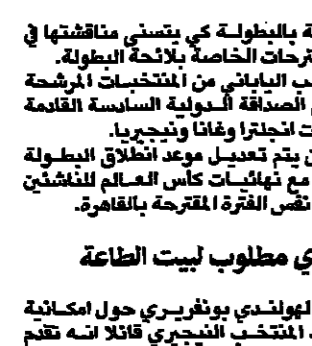 ة بالبطولة كي يتسنى مناقشتها في
ترحات الخاصة بلائحة البطولة.
ب الياباني من المنتخبات المرشحة
الصداقة الدولية السادسة القادمة
ت انجلترا وغانا ونيجيريا.
ن يتم تعديل موعد انطلاق البطولة
مع نهائيات كأس العالم للناشئين
نفس الفترة المقترحة بالقاهرة.
ي مطلوب لبيت الطاعة
لهولندي بونفريري حول امكانية
المنتخب النيجيري قائلا انه تقدم